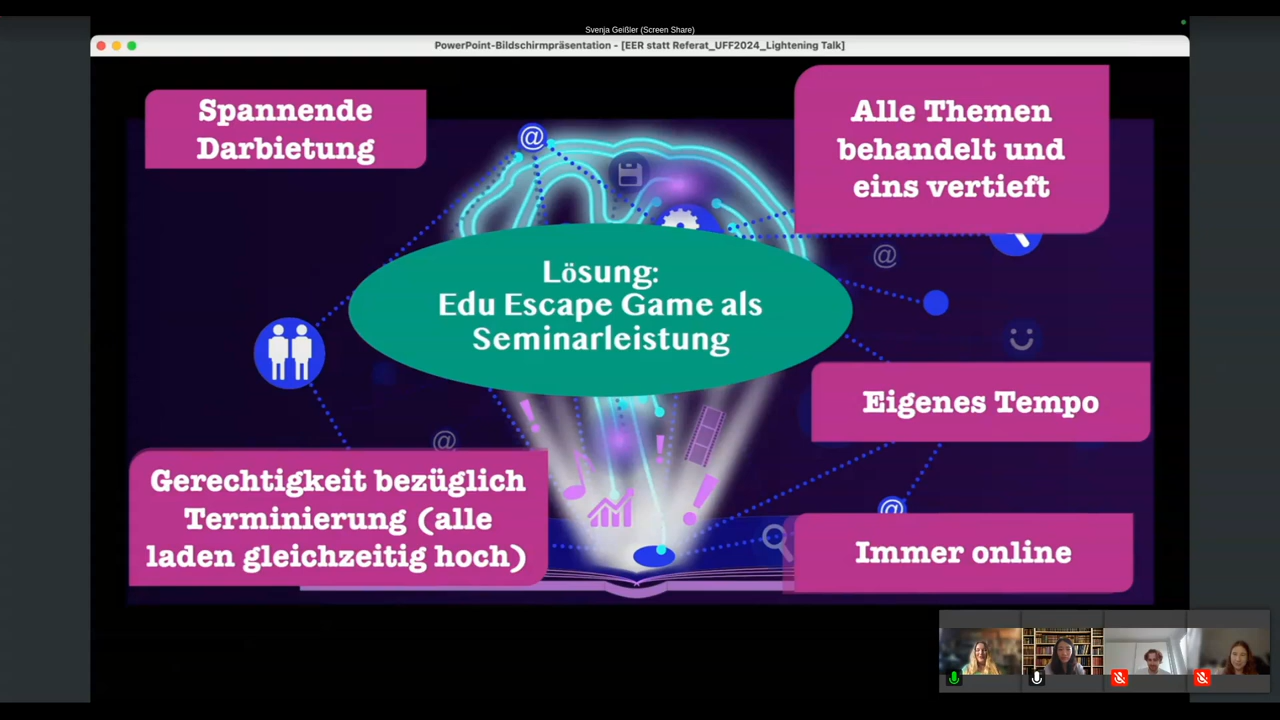 Svenja Geißler (Screen Share)
PowerPoint-Bildschirmpräsentation - [EER statt Referat_UFF2024_Lightening Talk]
Spannende
Darbietung
Alle Themen
behandelt und
eins vertieft
@
@
Lösung:
Edu Escape Game als
Seminarleistung
Eigenes Tempo
@
Gerechtigkeit bezüglich
Terminierung (alle
laden gleichzeitig hoch)
@
Immer online